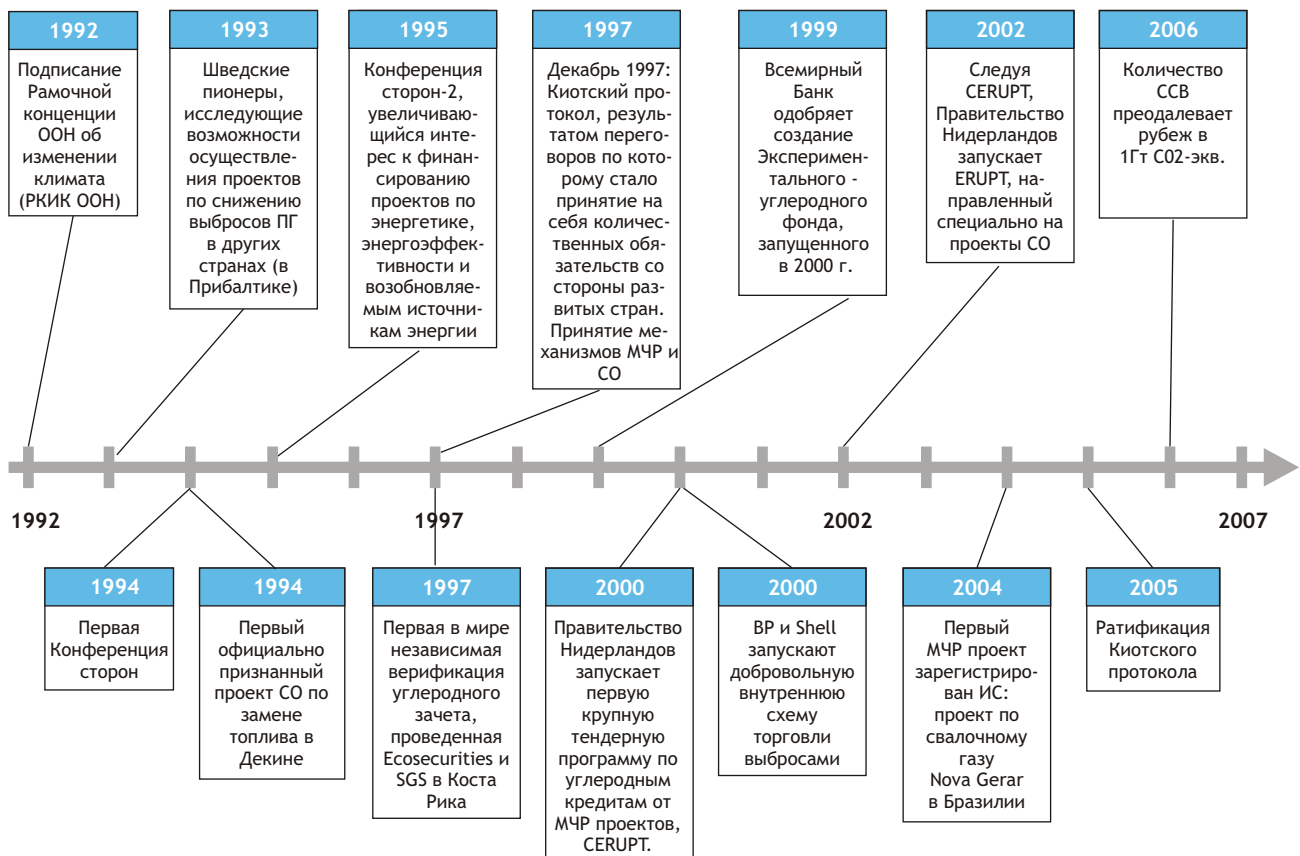 1992
Подписание
Рамочной
конценции
ООН об
изменении
климата
(РКИК ООН)
1993
Шведские
пионеры,
исследующие
возможности
осуществле-
ния проектов
по снижению
выбросов ПГ
в других
странах (в
Прибалтике)
1995
Конференция
сторон-2,
увеличиваю-
щийся инте-
рес к финан-
сированию
проектов по
энергетике,
энергоэффек-
тивности и
возобновляе-
мым источни-
кам энергии
1997
Декабрь 1997:
Киотский про-
токол, резуль-
татом перего-
воров по кото-
рому стало
принятие на
себя количес-
твенных обя-
зательств со
стороны раз-
витых стран.
Принятие ме-
ханизмов МЧР и
СО
1999
Всемирный
Банк
одобряет
создание
Эксперимен-
тального -
углеродного
фонда,
запущенного
в 2000 г.
2002
Следуя
CERUPT,
Правительство
Нидерландов
запускает
ERUPT, на-
правленный
специально на
проекты СО
2006
Количество
ССВ
преодалевает
рубеж в
1Гт С02-экв.
1992
1997
2002
2007
1994
Первая
Конференция
сторон
1994
Первый
официально
признанный
проект СО по
замене
топлива в
Декине
1997
Первая в мире
независимая
верификация
углеродного
зачета,
проведенная
Ecosecurities и
SGS в Коста
Рика
2000
Правительство
Нидерландов
запускает
первую
крупную
тендерную
программу по
углеродным
кредитам от
МЧР проектов,
CERUPT.
2000
BP и Shell
запускают
добровольную
внутреннюю
схему
торговли
выбросами
2004
Первый
МЧР проект
зарегистриро-
ван ИС:
проект по
свалочному
газу
Nova Gerar
в Бразилии
2005
Ратификация
Киотского
протокола